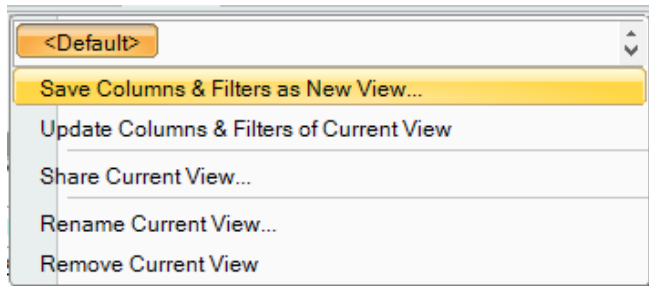 <Default>
Save Columns & Filters as New View...
Update Columns & Filters of Current View
Share Current View...
Rename Current View...
Remove Current View